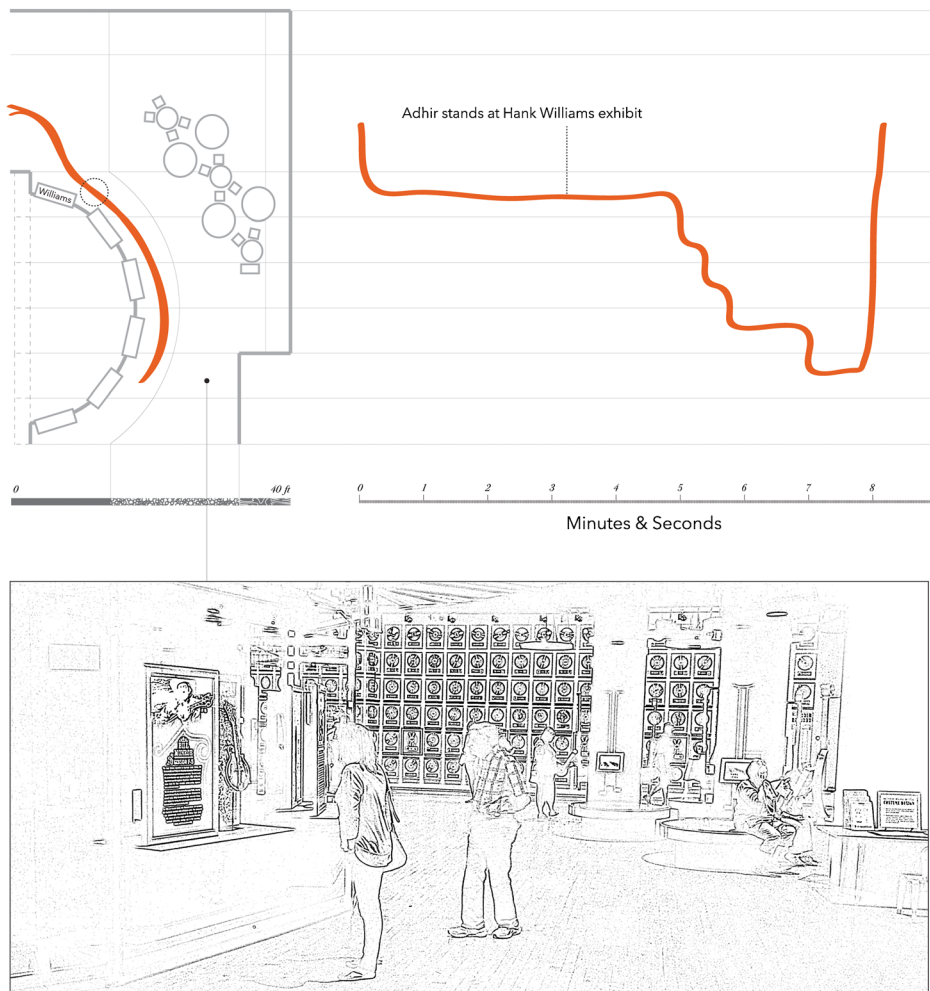 Adhir stands at Hank Williams exhibit
Williams
0 40 ft
0 1 2 3 4 5 6 7 8
Minutes & Seconds